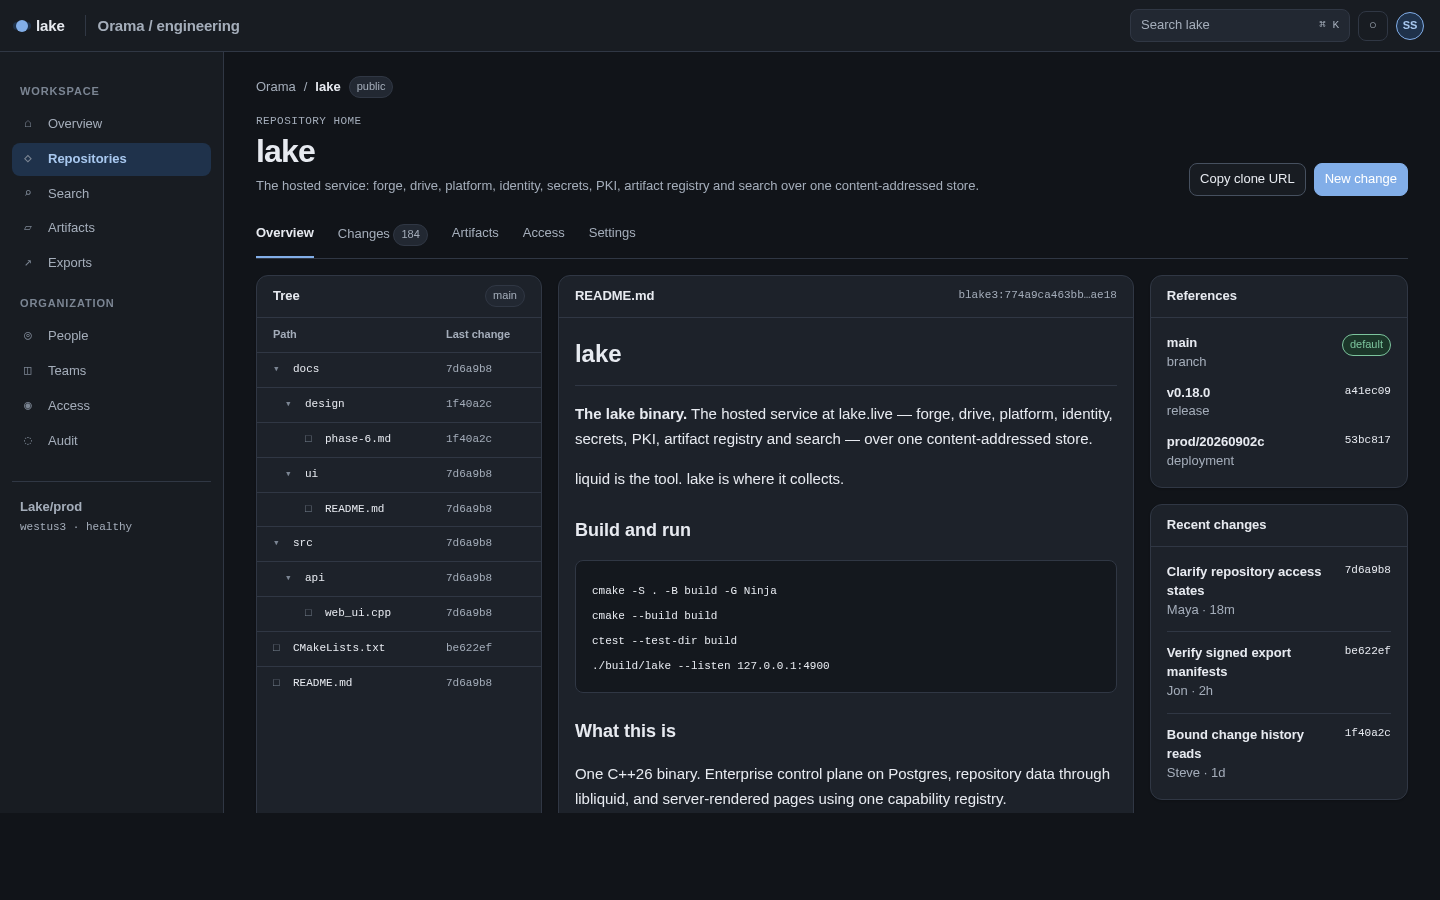 lake
Orama / engineering
Search lake ⌘ K
SS
WORKSPACE
Overview
Repositories
Search
Artifacts
Exports
ORGANIZATION
People
Teams
Access
Audit
Lake/prod
westus3 · healthy
Orama / lake public
REPOSITORY HOME
lake
The hosted service: forge, drive, platform, identity, secrets, PKI, artifact registry and search over one content-addressed store.
Copy clone URL
New change
Overview
Changes 184
Artifacts
Access
Settings
Tree main
Path Last change
docs 7d6a9b8
design 1f40a2c
phase-6.md 1f40a2c
ui 7d6a9b8
README.md 7d6a9b8
src 7d6a9b8
api 7d6a9b8
web_ui.cpp 7d6a9b8
CMakeLists.txt be622ef
README.md 7d6a9b8
README.md blake3:774a9ca463bb…ae18
lake
The lake binary. The hosted service at lake.live — forge, drive, platform, identity,
secrets, PKI, artifact registry and search — over one content-addressed store.
liquid is the tool. lake is where it collects.
Build and run
cmake -S . -B build -G Ninja
cmake --build build
ctest --test-dir build
./build/lake --listen 127.0.0.1:4900
What this is
One C++26 binary. Enterprise control plane on Postgres, repository data through
libliquid, and server-rendered pages using one capability registry.
References
main default
branch
v0.18.0 a41ec09
release
prod/20260902c 53bc817
deployment
Recent changes
Clarify repository access 7d6a9b8
states
Maya · 18m
Verify signed export be622ef
manifests
Jon · 2h
Bound change history 1f40a2c
reads
Steve · 1d